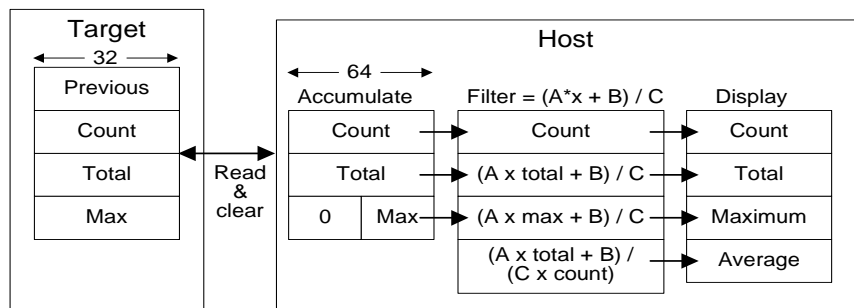 Target
Host
32
64
Previous
Accumulate
Filter = (A*x + B) / C
Display
Count
Count
Count
Count
Total
Read
& 
clear
Total
(A x total + B) / C
Total
Max
0
Max
(A x max + B) / C
Maximum
(A x total + B) /
(C x count)
Average